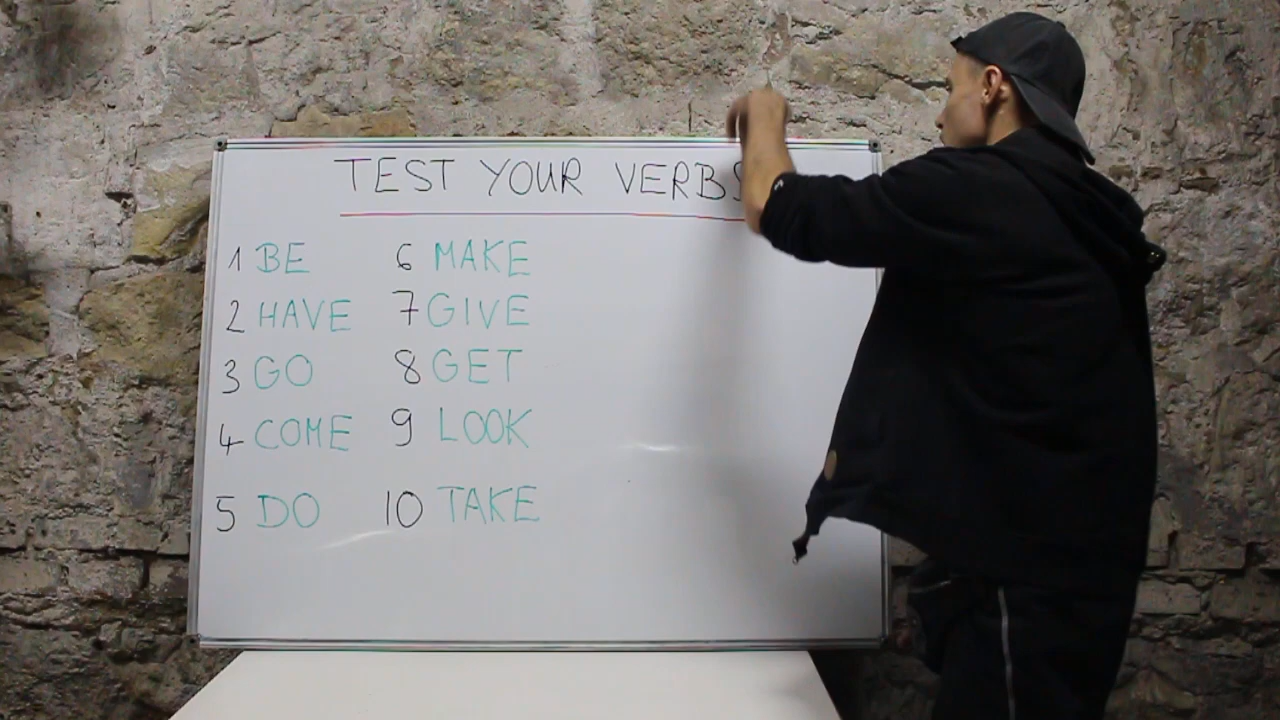 TEST YOUR VERBS
1 BE
2 HAVE
3 GO
4 COME
5 DO
6 MAKE
7 GIVE
8 GET
9 LOOK
10 TAKE